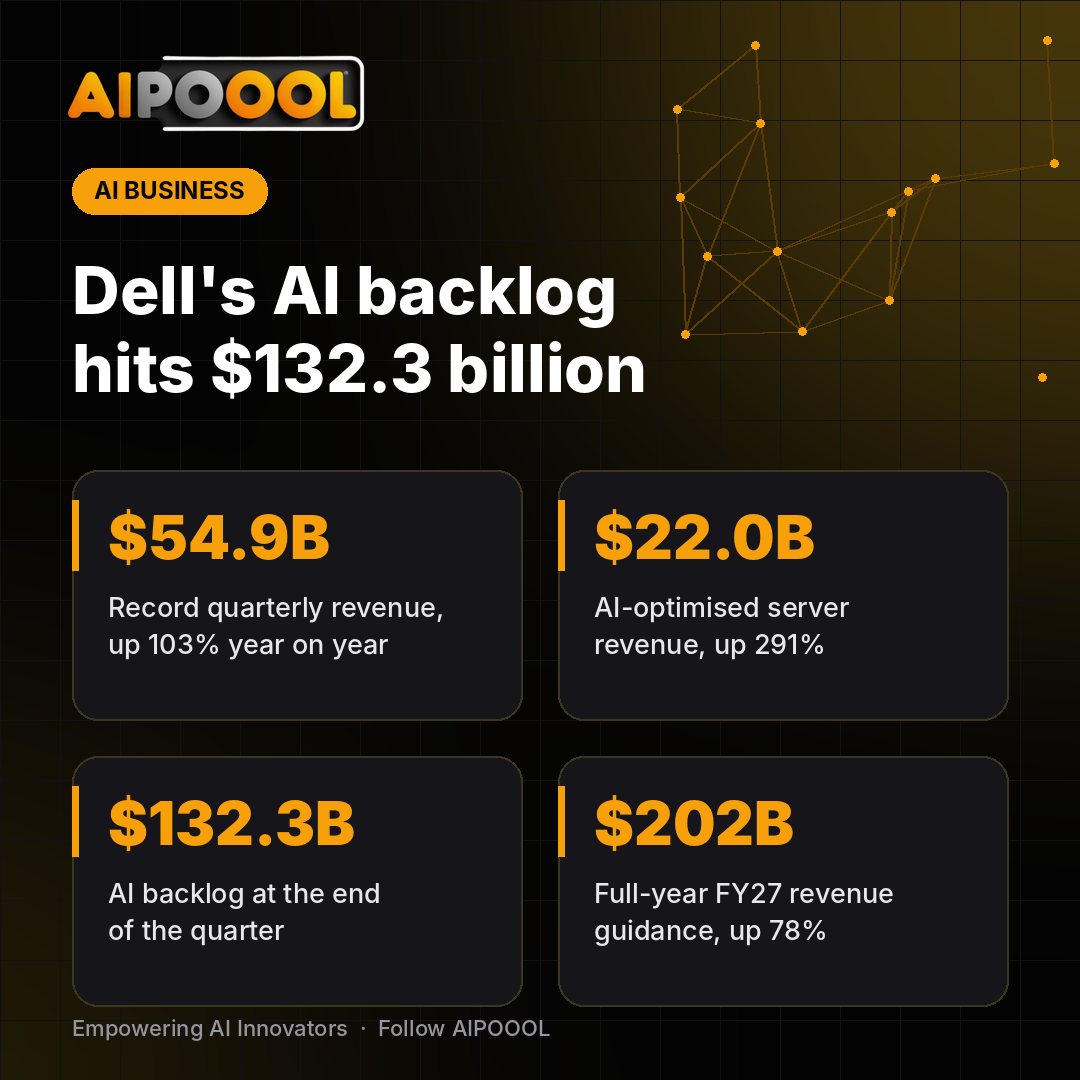 AIPOOOL
AI BUSINESS
Dell's AI backlog
hits $132.3 billion
$54.9B
Record quarterly revenue,
up 103% year on year
$22.0B
AI-optimised server
revenue, up 291%
$132.3B
AI backlog at the end
of the quarter
$202B
Full-year FY27 revenue
guidance, up 78%
Empowering AI Innovators · Follow AIPOOOL